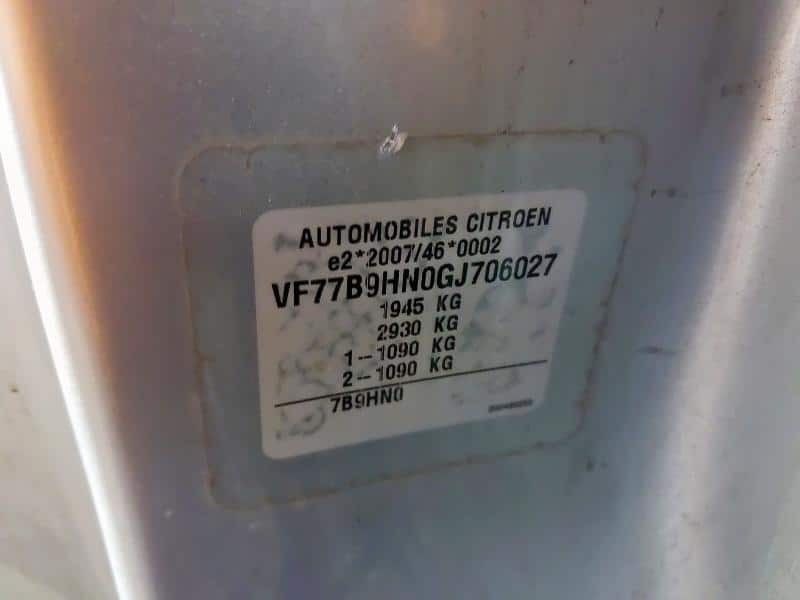 AUTOMOBILES CITROEN
e2*2007/46*0002
VF77B9HN0GJ706027
1945 KG
2930 KG
1-1090 KG
2-1090 KG
7B9HN0